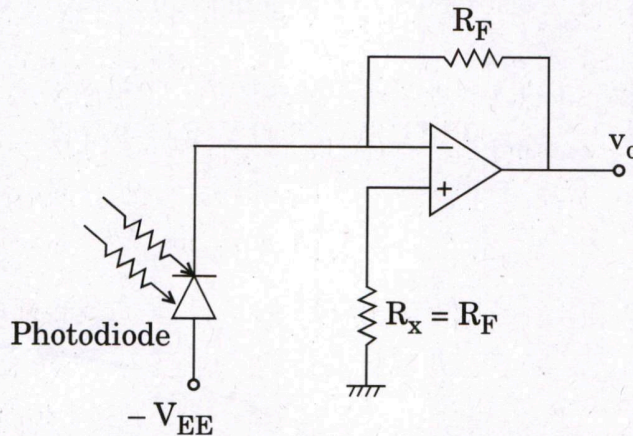 R_F
v_o
−
+
R_x = R_F
Photodiode
− V_EE